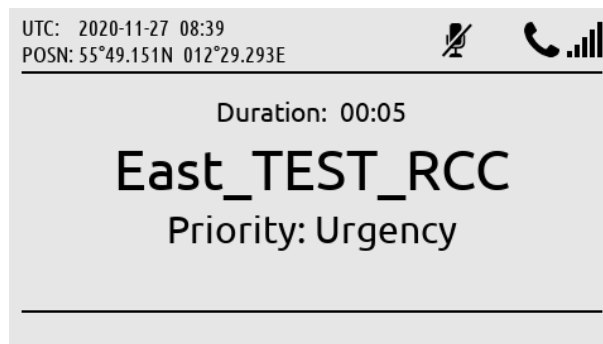 UTC: 2020-11-27 08:39
POSN: 55°49.151N 012°29.293E
Duration: 00:05
East_TEST_RCC
Priority: Urgency